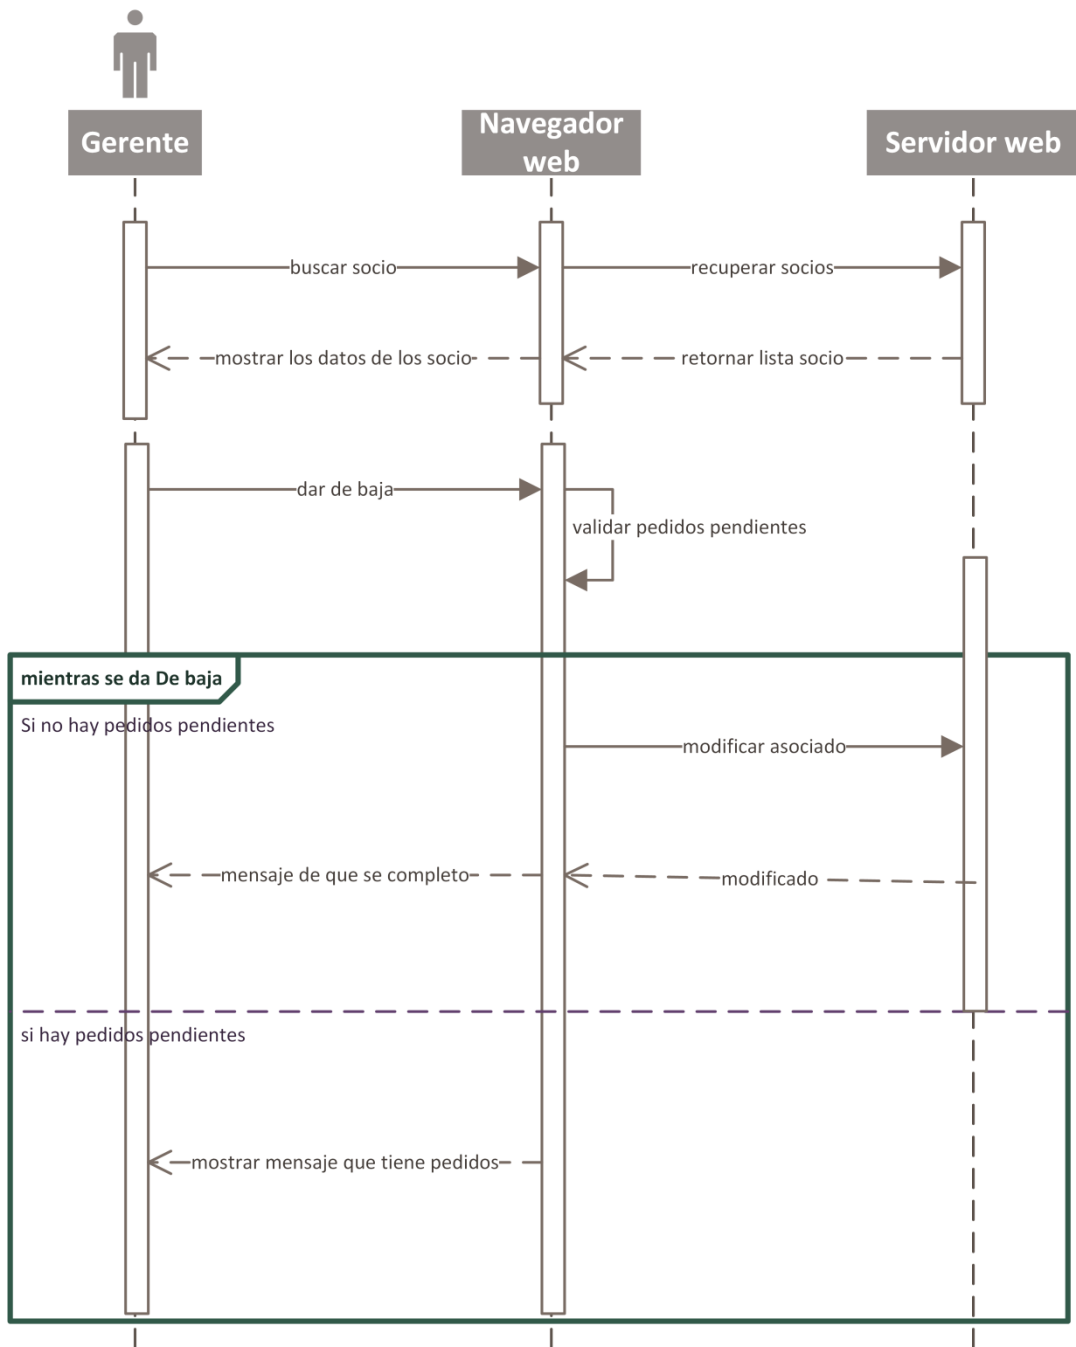 Gerente
Navegador
web
Servidor web
buscar socio
recuperar socios
mostrar los datos de los socio
retornar lista socio
dar de baja
validar pedidos pendientes
mientras se da De baja
Si no hay pedidos pendientes
modificar asociado
mensaje de que se completo
modificado
si hay pedidos pendientes
mostrar mensaje que tiene pedidos